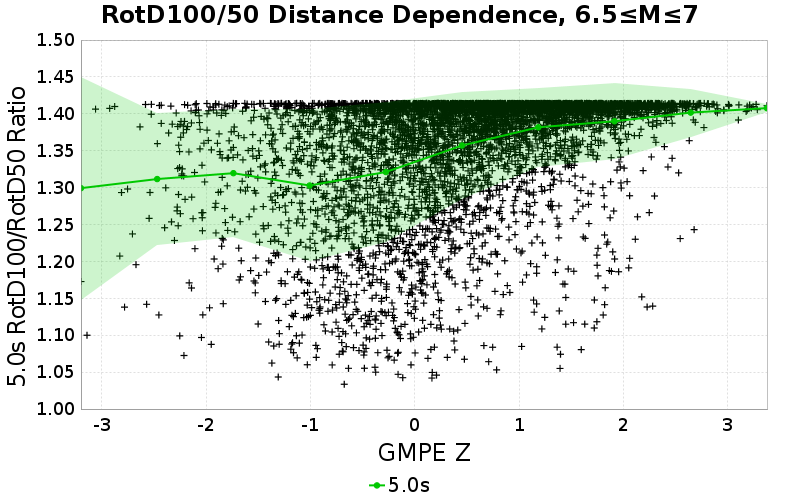 RotD100/50 Distance Dependence, 6.5≤M≤7
5.0s RotD100/RotD50 Ratio
1.50
1.45
1.40
1.35
1.30
1.25
1.20
1.15
1.10
1.05
1.00
-3 -2 -1 0 1 2 3
GMPE Z
5.0s